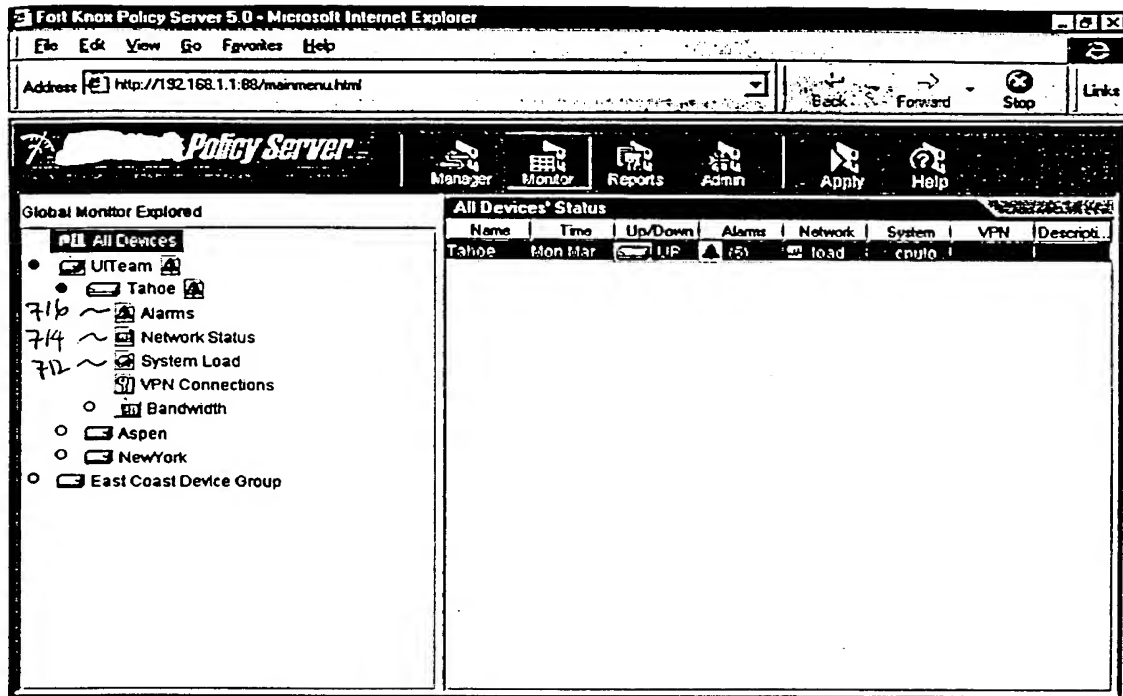 Fort Knox Policy Server 5.0 - Microsoft Internet Explorer
File Edit View Go Favorites Help
Address http://192.168.1.1:88/mainmenu.html
Back Forward Stop Links
Policy Server
Manager Monitor Reports Admin Apply Help
Global Monitor Explored
All Devices' Status
Name Time Up/Down Alarms Network System VPN Descripti...
Tahoe Mon Mar UP (6) load cpulo
All Devices
UITeam
Tahoe
716 Alarms
714 Network Status
712 System Load
VPN Connections
Bandwidth
Aspen
NewYork
East Coast Device Group